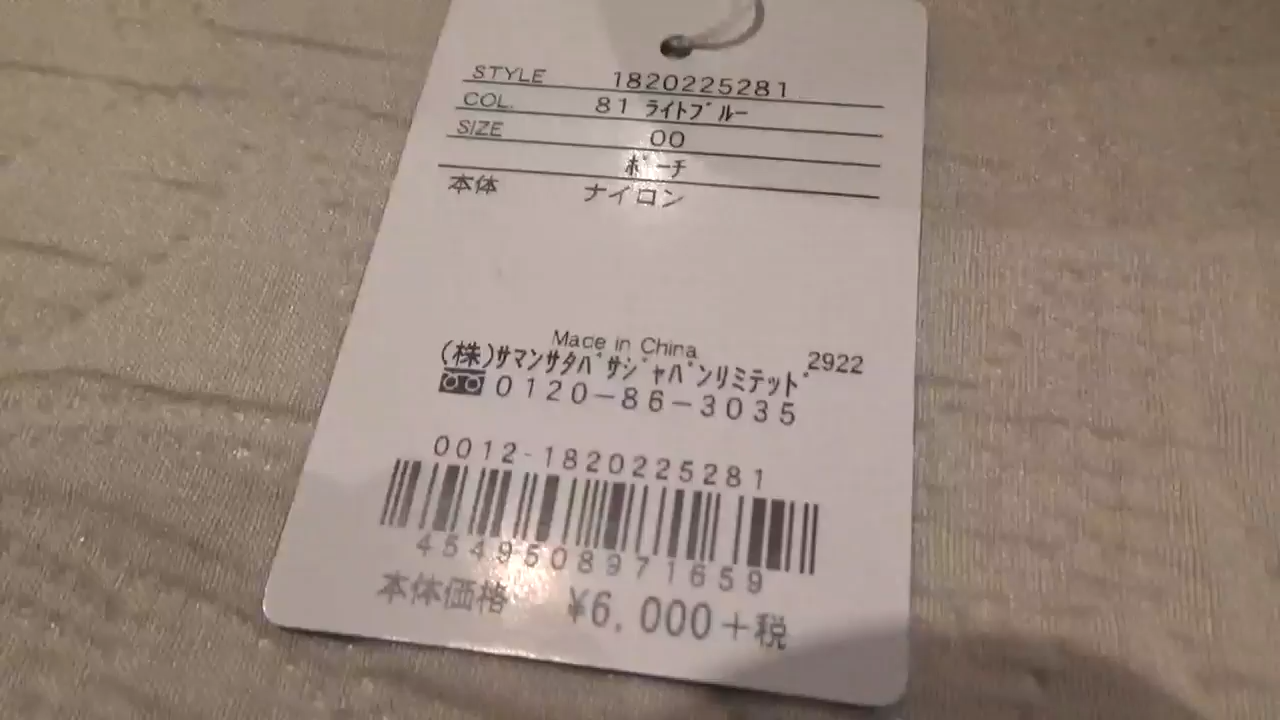 STYLE 1820225281
COL. 81 ﾗｲﾄﾌﾞﾙｰ
SIZE 00
ﾎﾟｰﾁ
本体 ナイロン
Made in China
2922
(株)ｻﾏﾝｻﾀﾊﾞｻｼﾞｬﾊﾟﾝﾘﾐﾃｯﾄﾞ
0120-86-3035
0012-1820225281
4549508971659
本体価格 ¥6,000+税